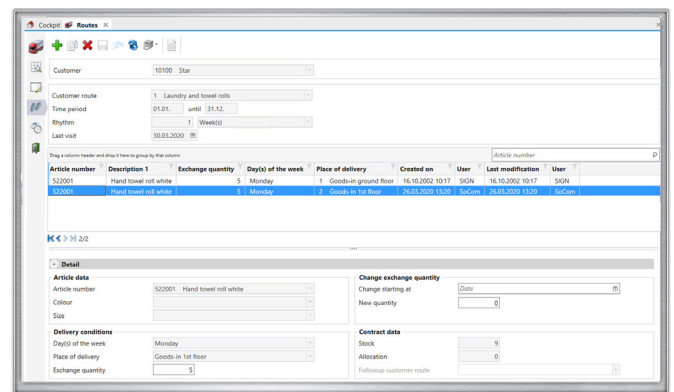 Cockpit Routes ×
Customer 10100 Star
Customer route 1 Laundry and towel rolls
Time period 01.01. until 31.12.
Rhythm 1 Week(s)
Last visit 30.03.2020
Drag a column header and drop it here to group by that column Article number
Article number Description 1 Exchange quantity Day(s) of the week Place of delivery Created on User Last modification User
522001 Hand towel roll white 5 Monday 1 Goods-in ground floor 16.10.2002 10:17 SIGN 16.10.2002 10:17 SIGN
522001 Hand towel roll white 5 Monday 2 Goods-in 1st floor 26.03.2020 13:20 SoCom 26.03.2020 13:20 SoCom
2/2
- Detail
Article data Change exchange quantity
Article number 522001 Hand towel roll white Change starting at Date
Colour New quantity 0
Size
Delivery conditions Contract data
Day(s) of the week Monday Stock 9
Place of delivery Goods-in 1st floor Allocation 0
Exchange quantity 5 Followup customer route